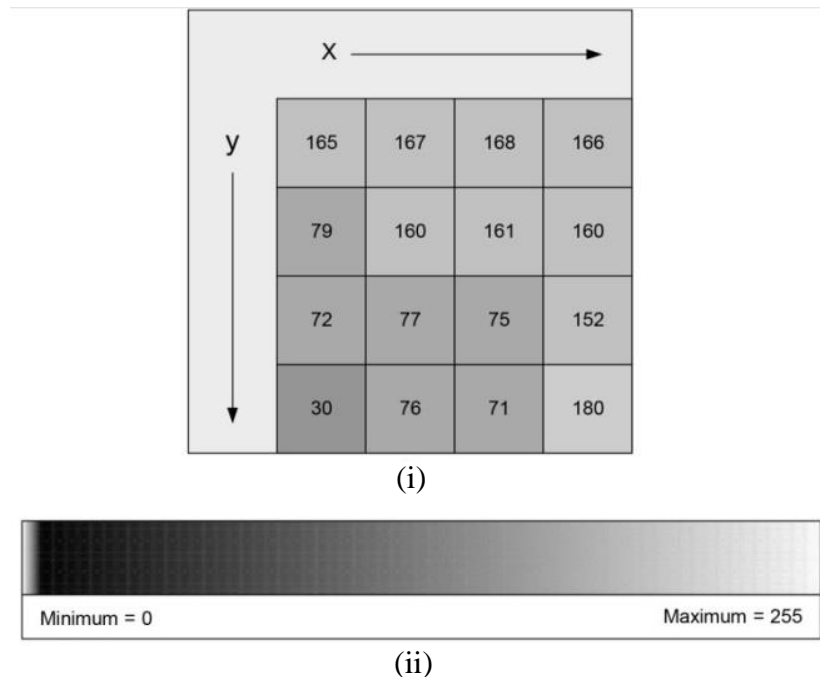 X
y
165 167 168 166
79 160 161 160
72 77 75 152
30 76 71 180
(i)
Minimum = 0 Maximum = 255
(ii)